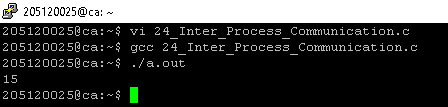 205120025@ca: ~
205120025@ca:~$ vi 24_Inter_Process_Communication.c
205120025@ca:~$ gcc 24_Inter_Process_Communication.c
205120025@ca:~$ ./a.out
15
205120025@ca:~$